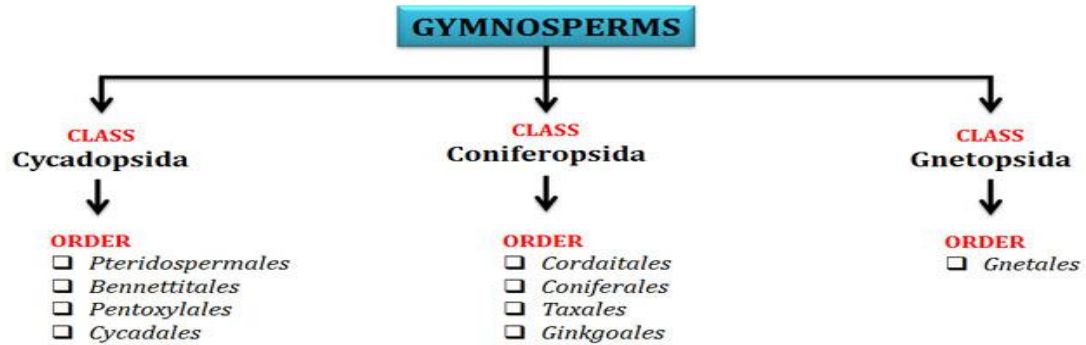 GYMNOSPERMS
CLASS
Cycadopsida
ORDER
❑ Pteridospermales
❑ Bennettitales
❑ Pentoxylales
❑ Cycadales
CLASS
Coniferopsida
ORDER
❑ Cordaitales
❑ Coniferales
❑ Taxales
❑ Ginkgoales
CLASS
Gnetopsida
ORDER
❑ Gnetales